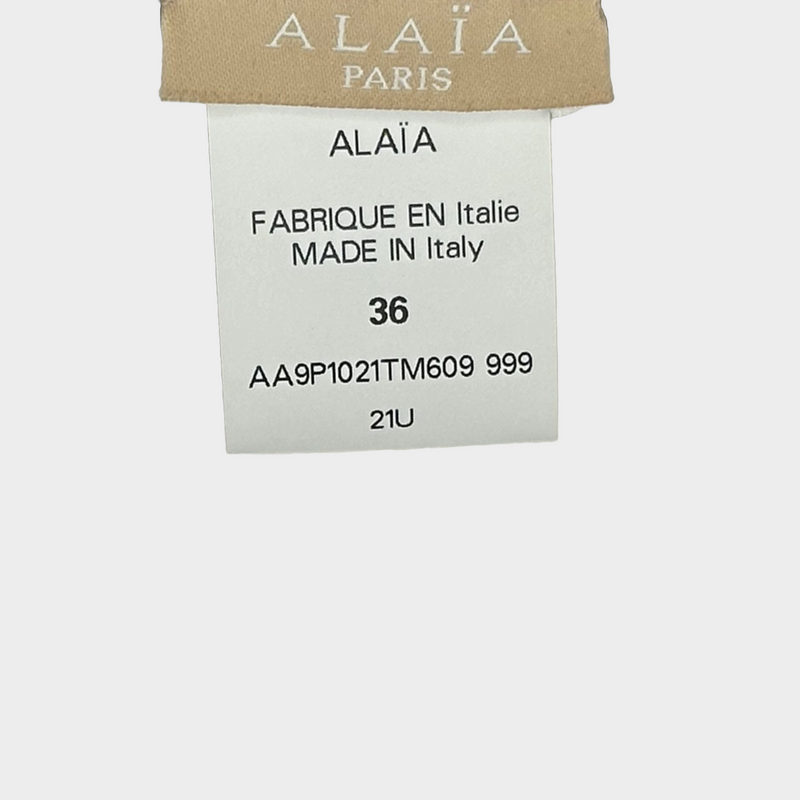 ALAÏA
PARIS
ALAÏA
FABRIQUE EN Italie
MADE IN Italy
36
AA9P1021TM609 999
21U